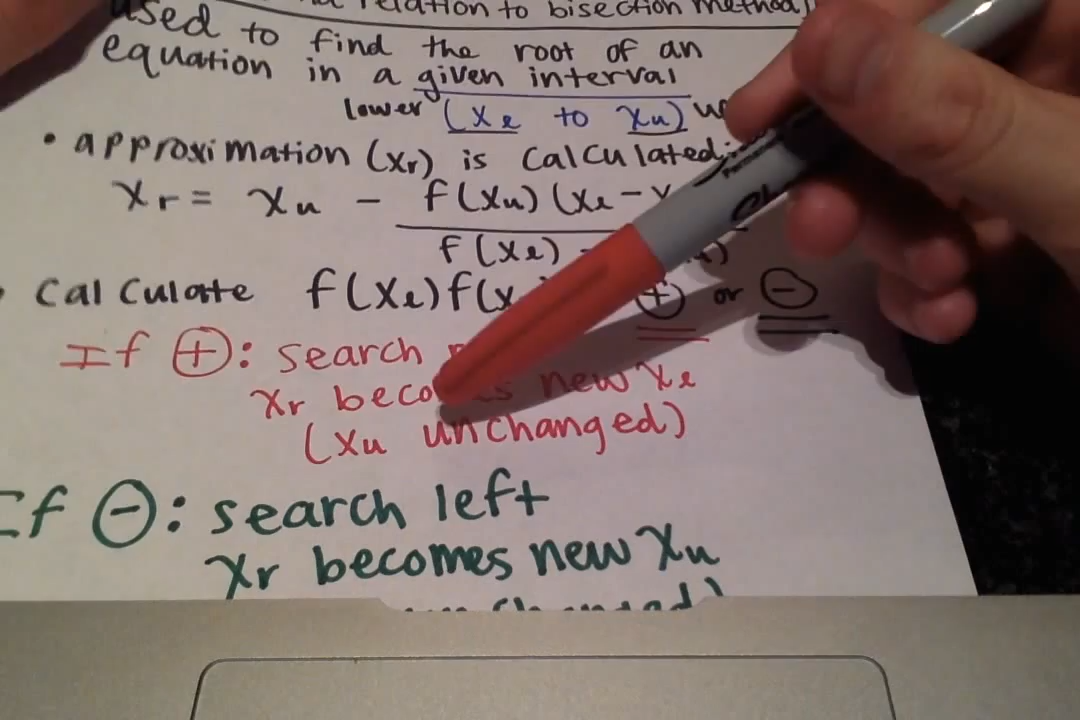 relation to bisection method)
used to find the root of an
equation in a given interval
lower (xℓ to xu)
• approximation (xr) is calculated:
xr = xu - f(xu)(xℓ -
f(xℓ) -
calculate f(xℓ)f(x ⊕ or ⊖
If ⊕: search
xr becomes new xℓ
(xu unchanged)
If ⊖: search left
xr becomes new xu